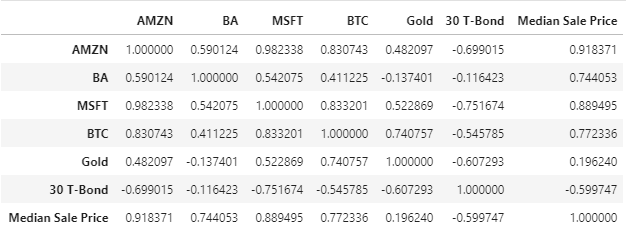 AMZN BA MSFT BTC Gold 30 T-Bond Median Sale Price
AMZN 1.000000 0.590124 0.982338 0.830743 0.482097 -0.699015 0.918371
BA 0.590124 1.000000 0.542075 0.411225 -0.137401 -0.116423 0.744053
MSFT 0.982338 0.542075 1.000000 0.833201 0.522869 -0.751674 0.889495
BTC 0.830743 0.411225 0.833201 1.000000 0.740757 -0.545785 0.772336
Gold 0.482097 -0.137401 0.522869 0.740757 1.000000 -0.607293 0.196240
30 T-Bond -0.699015 -0.116423 -0.751674 -0.545785 -0.607293 1.000000 -0.599747
Median Sale Price 0.918371 0.744053 0.889495 0.772336 0.196240 -0.599747 1.000000